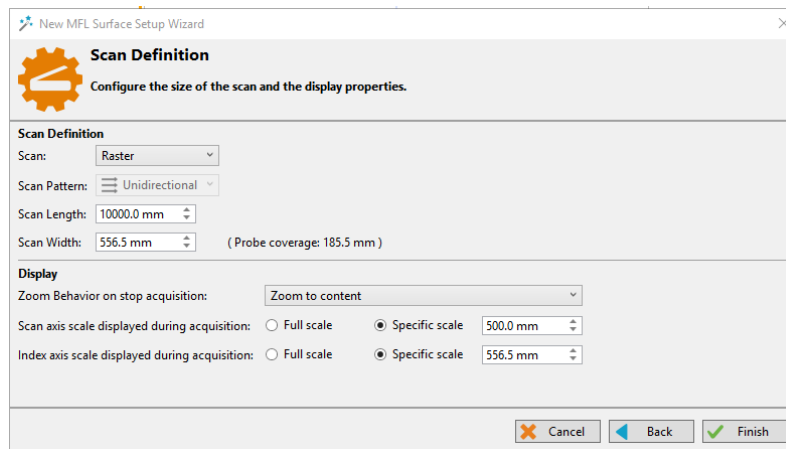 New MFL Surface Setup Wizard
Scan Definition
Configure the size of the scan and the display properties.
Scan Definition
Scan: Raster
Scan Pattern: Unidirectional
Scan Length: 10000.0 mm
Scan Width: 556.5 mm ( Probe coverage: 185.5 mm )
Display
Zoom Behavior on stop acquisition: Zoom to content
Scan axis scale displayed during acquisition: Full scale Specific scale 500.0 mm
Index axis scale displayed during acquisition: Full scale Specific scale 556.5 mm
Cancel Back Finish